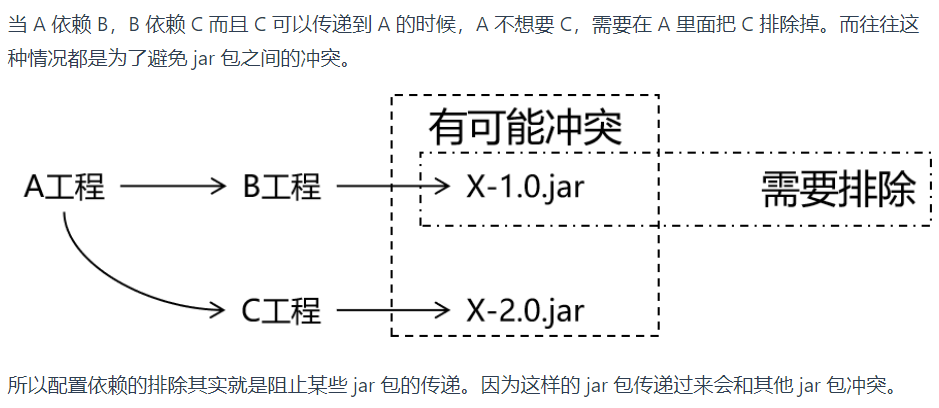 当 A 依赖 B，B 依赖 C 而且 C 可以传递到 A 的时候，A 不想要 C，需要在 A 里面把 C 排除掉。而往往这
种情况都是为了避免 jar 包之间的冲突。
有可能冲突
A工程
B工程
X-1.0.jar
需要排除
C工程
X-2.0.jar
所以配置依赖的排除其实就是阻止某些 jar 包的传递。因为这样的 jar 包传递过来会和其他 jar 包冲突。